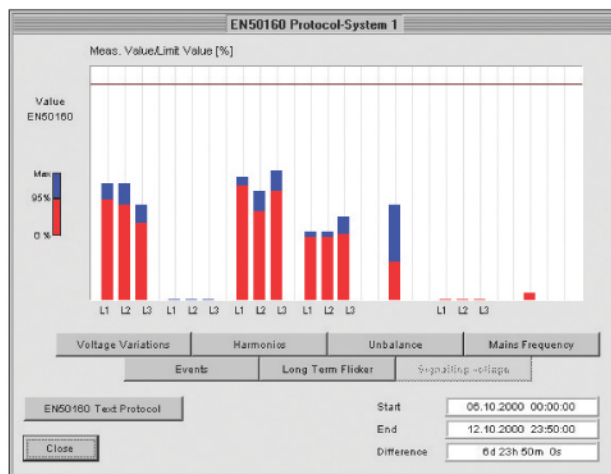 EN50160 Protocol-System 1
Meas. Value/Limit Value [%]
Value
EN50160
Max
95%
0 %
L1 L2 L3 L1 L2 L3 L1 L2 L3 L1 L2 L3 L1 L2 L3
Voltage Variations Harmonics Unbalance Mains Frequency
Events Long Term Flicker Signalling voltage
EN50160 Text Protocol
Start 06.10.2000 00:00:00
End 12.10.2000 23:50:00
Close
Difference 6d 23h 50m 0s